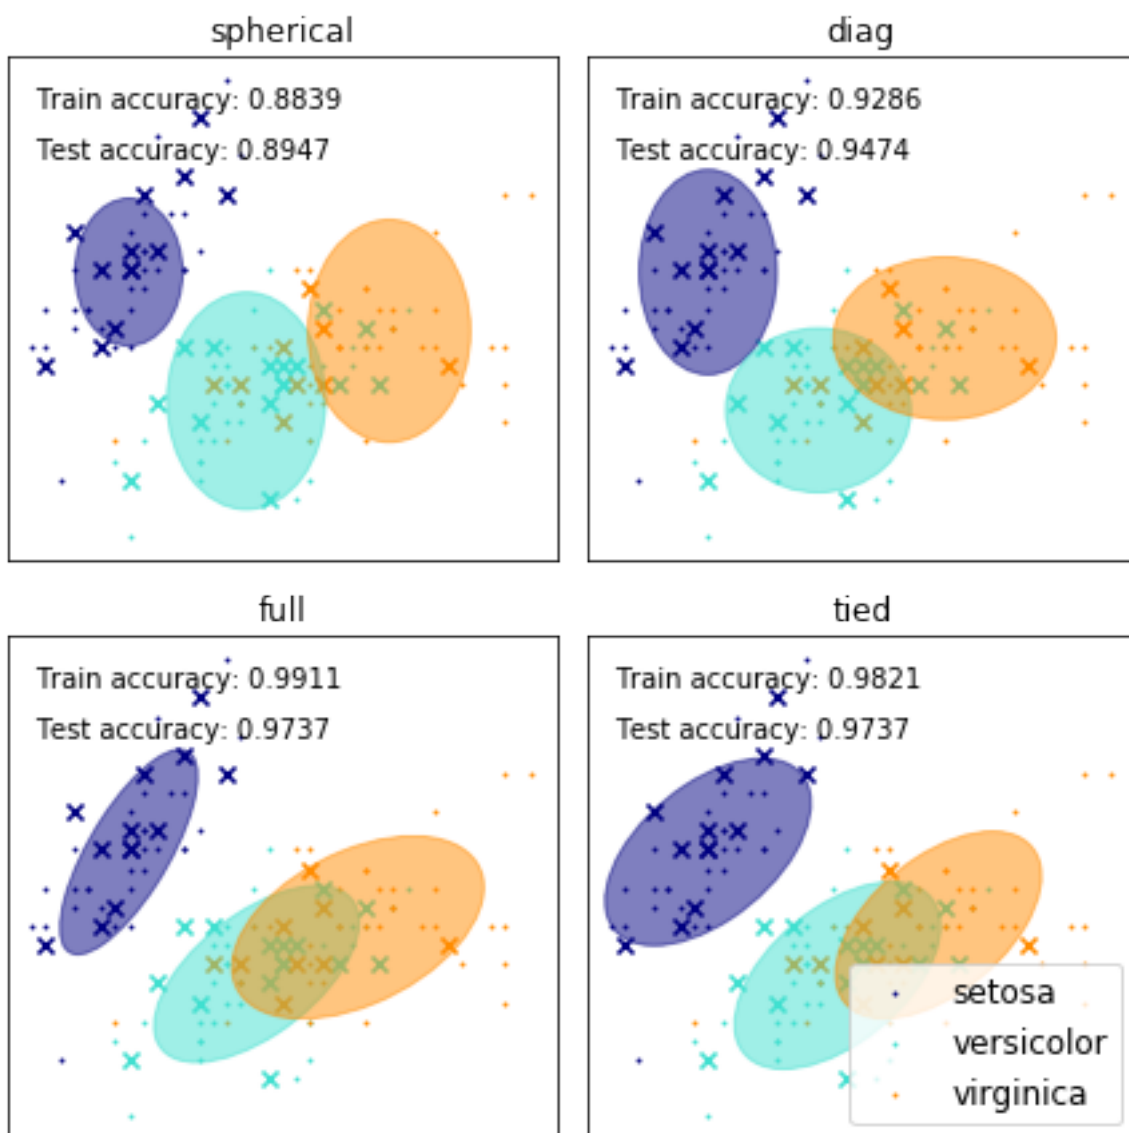 spherical
Train accuracy: 0.8839
Test accuracy: 0.8947
diag
Train accuracy: 0.9286
Test accuracy: 0.9474
full
Train accuracy: 0.9911
Test accuracy: 0.9737
tied
Train accuracy: 0.9821
Test accuracy: 0.9737
setosa
versicolor
virginica